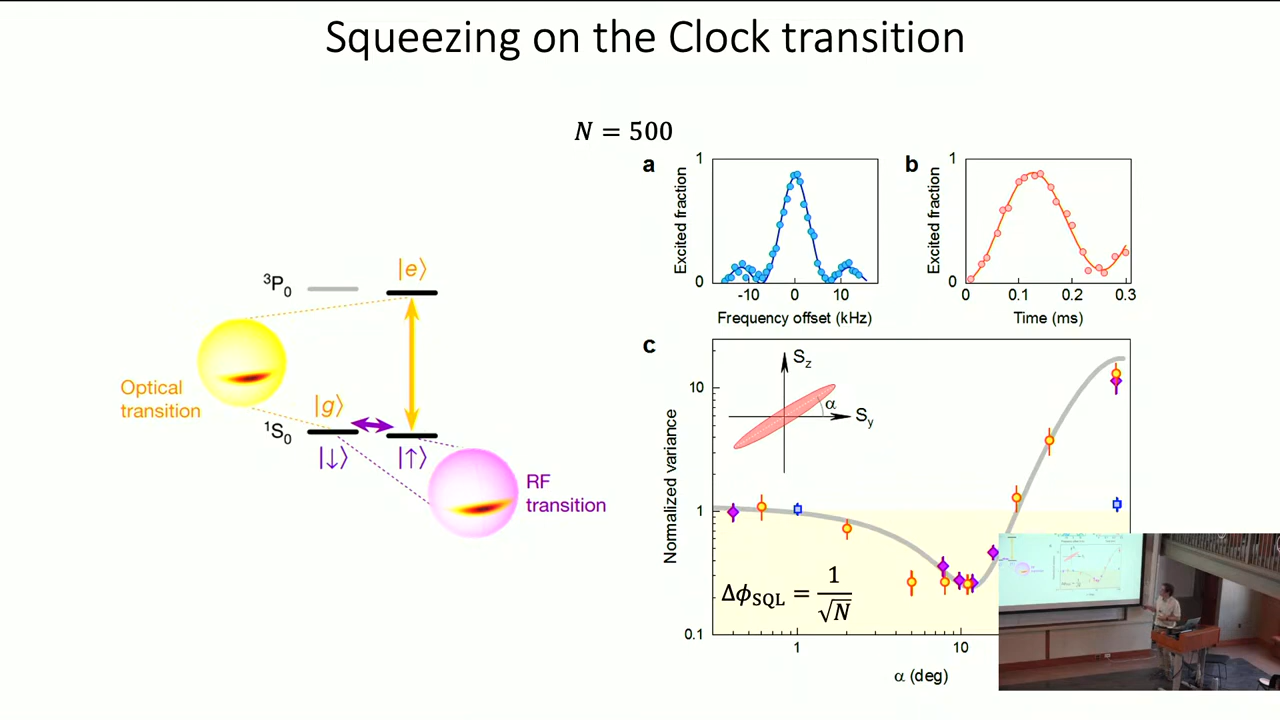 Squeezing on the Clock transition
N = 500
a
Excited fraction
1
0
-10 0 10
Frequency offset (kHz)
b
Excited fraction
1
0
0 0.1 0.2 0.3
Time (ms)
³P₀
|e⟩
Optical
transition
|g⟩
¹S₀
|↓⟩
|↑⟩
RF
transition
c
Normalized variance
10
1
0.1
S_z
α
S_y
Δϕ_SQL = 1/√N
1 10
α (deg)